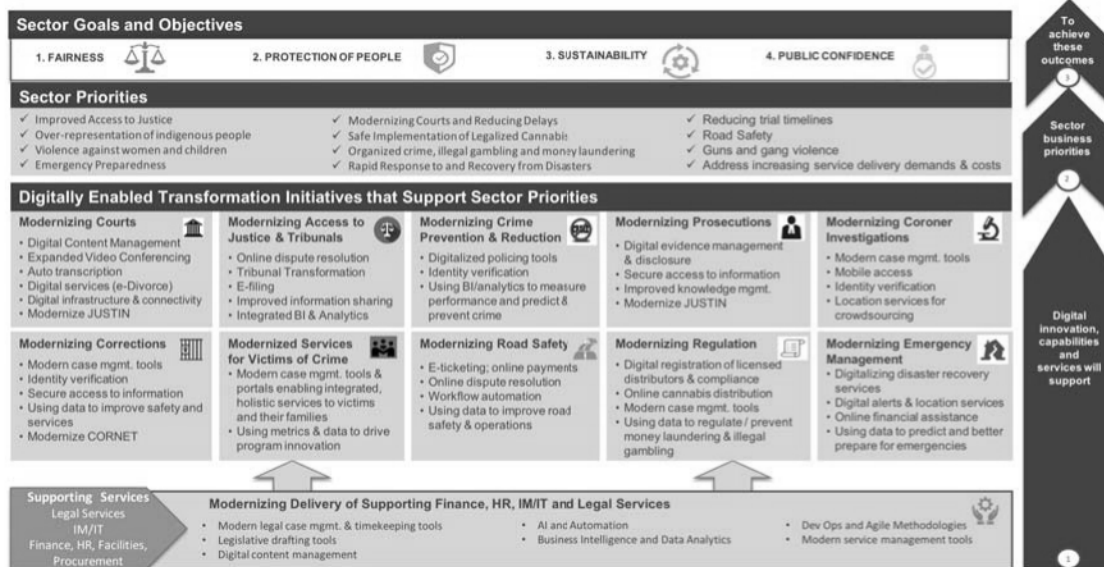 Sector Goals and Objectives
1. FAIRNESS
2. PROTECTION OF PEOPLE
3. SUSTAINABILITY
4. PUBLIC CONFIDENCE
Sector Priorities
✓ Improved Access to Justice
✓ Over-representation of indigenous people
✓ Violence against women and children
✓ Emergency Preparedness
✓ Modernizing Courts and Reducing Delays
✓ Safe Implementation of Legalized Cannabis
✓ Organized crime, illegal gambling and money laundering
✓ Rapid Response to and Recovery from Disasters
✓ Reducing trial timelines
✓ Road Safety
✓ Guns and gang violence
✓ Address increasing service delivery demands & costs
Digitally Enabled Transformation Initiatives that Support Sector Priorities
Modernizing Courts
• Digital Content Management
• Expanded Video Conferencing
• Auto transcription
• Digital services (e-Divorce)
• Digital infrastructure & connectivity
• Modernize JUSTIN
Modernizing Access to
Justice & Tribunals
• Online dispute resolution
• Tribunal Transformation
• E-filing
• Improved information sharing
• Integrated BI & Analytics
Modernizing Crime
Prevention & Reduction
• Digitalized policing tools
• Identity verification
• Using BI/analytics to measure
performance and predict &
prevent crime
Modernizing Prosecutions
• Digital evidence management
& disclosure
• Secure access to information
• Improved knowledge mgmt.
• Modernize JUSTIN
Modernizing Coroner
Investigations
• Modern case mgmt. tools
• Mobile access
• Identity verification
• Location services for
crowdsourcing
Modernizing Corrections
• Modern case mgmt. tools
• Identity verification
• Secure access to information
• Using data to improve safety and
services
• Modernize CORNET
Modernized Services
for Victims of Crime
• Modern case mgmt. tools &
portals enabling integrated,
holistic services to victims
and their families
• Using metrics & data to drive
program innovation
Modernizing Road Safety
• E-ticketing; online payments
• Online dispute resolution
• Workflow automation
• Using data to improve road
safety & operations
Modernizing Regulation
• Digital registration of licensed
distributors & compliance
• Online cannabis distribution
• Modern case mgmt. tools
• Using data to regulate / prevent
money laundering & illegal
gambling
Modernizing Emergency
Management
• Digitalizing disaster recovery
services
• Digital alerts & location services
• Online financial assistance
• Using data to predict and better
prepare for emergencies
Supporting Services
Legal Services
IM/IT
Finance, HR, Facilities,
Procurement
Modernizing Delivery of Supporting Finance, HR, IM/IT and Legal Services
• Modern legal case mgmt. & timekeeping tools
• Legislative drafting tools
• Digital content management
• AI and Automation
• Business Intelligence and Data Analytics
• Dev Ops and Agile Methodologies
• Modern service management tools
To
achieve
these
outcomes
3
Sector
business
priorities
2
Digital
innovation,
capabilities
and
services will
support
1